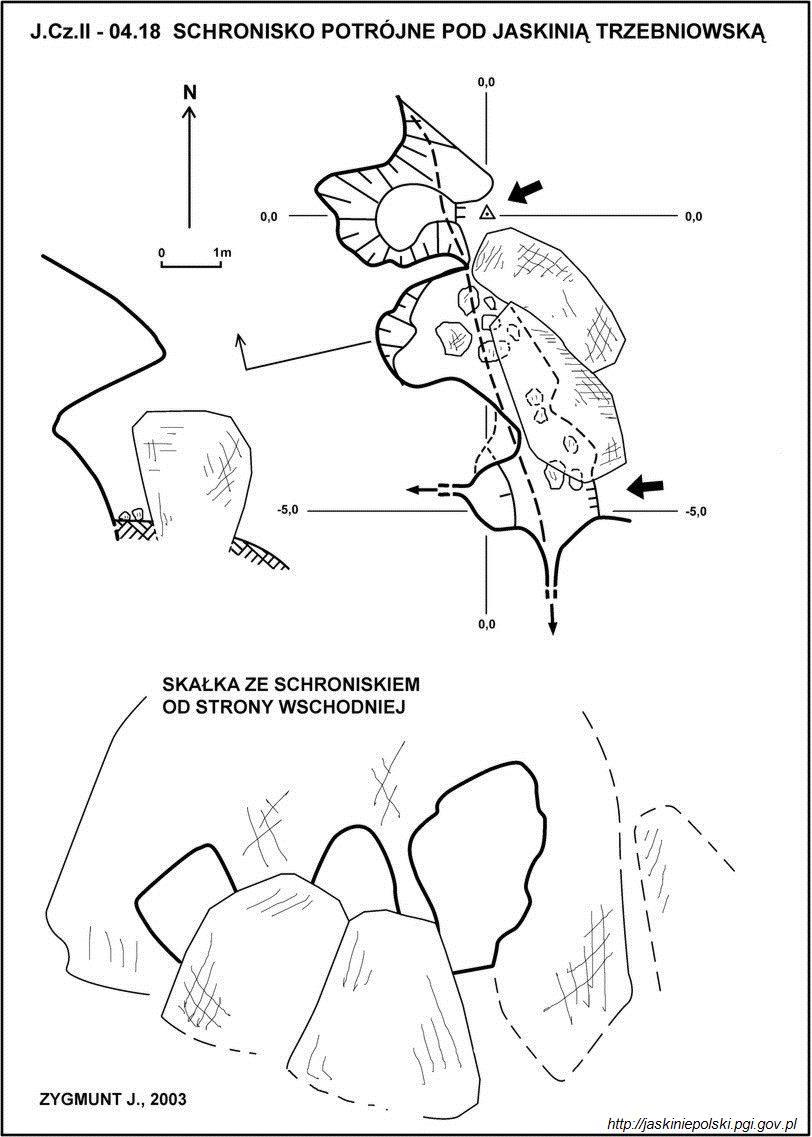 J.Cz.II - 04.18 SCHRONISKO POTRÓJNE POD JASKINIĄ TRZEBNIOWSKĄ
0,0
N
0,0
0,0
0 1m
-5,0
-5,0
0,0
SKAŁKA ZE SCHRONISKIEM
OD STRONY WSCHODNIEJ
ZYGMUNT J., 2003
http://jaskiniepolski.pgi.gov.pl